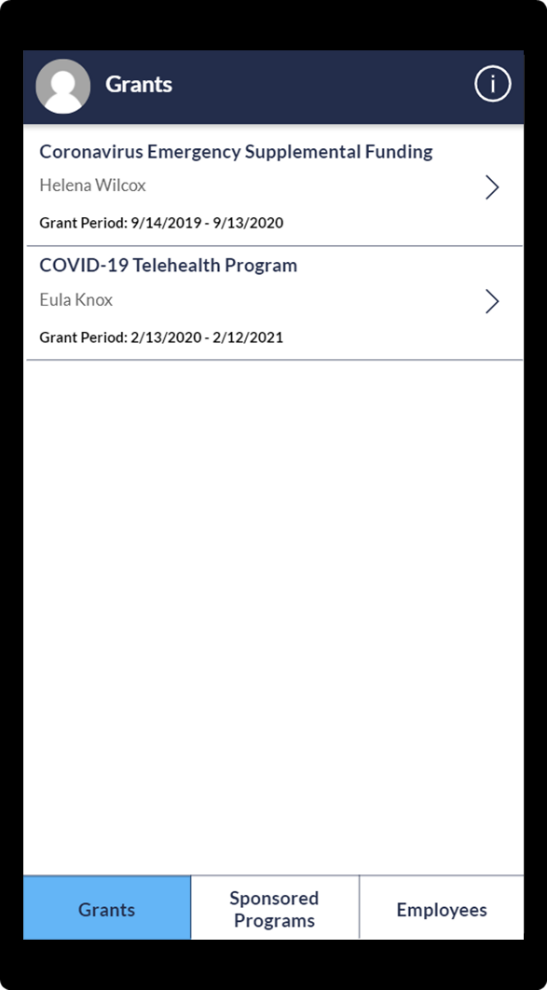 Grants
i
Coronavirus Emergency Supplemental Funding
Helena Wilcox
Grant Period: 9/14/2019 - 9/13/2020
COVID-19 Telehealth Program
Eula Knox
Grant Period: 2/13/2020 - 2/12/2021
Grants
Sponsored
Programs
Employees